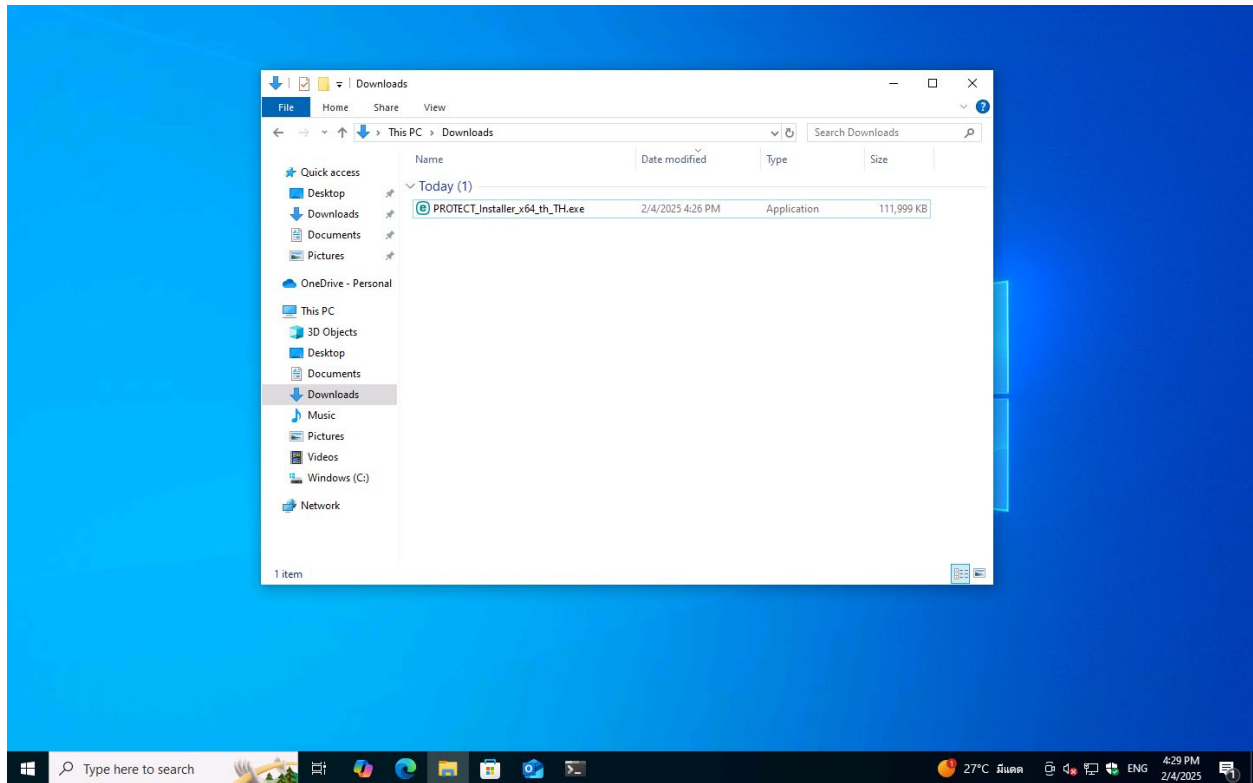 Downloads
File Home Share View
This PC Downloads Search Downloads
Name Date modified Type Size
Quick access
Desktop
Downloads
Documents
Pictures
OneDrive - Personal
This PC
3D Objects
Desktop
Documents
Downloads
Music
Pictures
Videos
Windows (C:)
Network
Today (1)
PROTECT_Installer_x64_th_TH.exe 2/4/2025 4:26 PM Application 111,999 KB
1 item
Type here to search
27°C มีแดด ENG 4:29 PM
2/4/2025